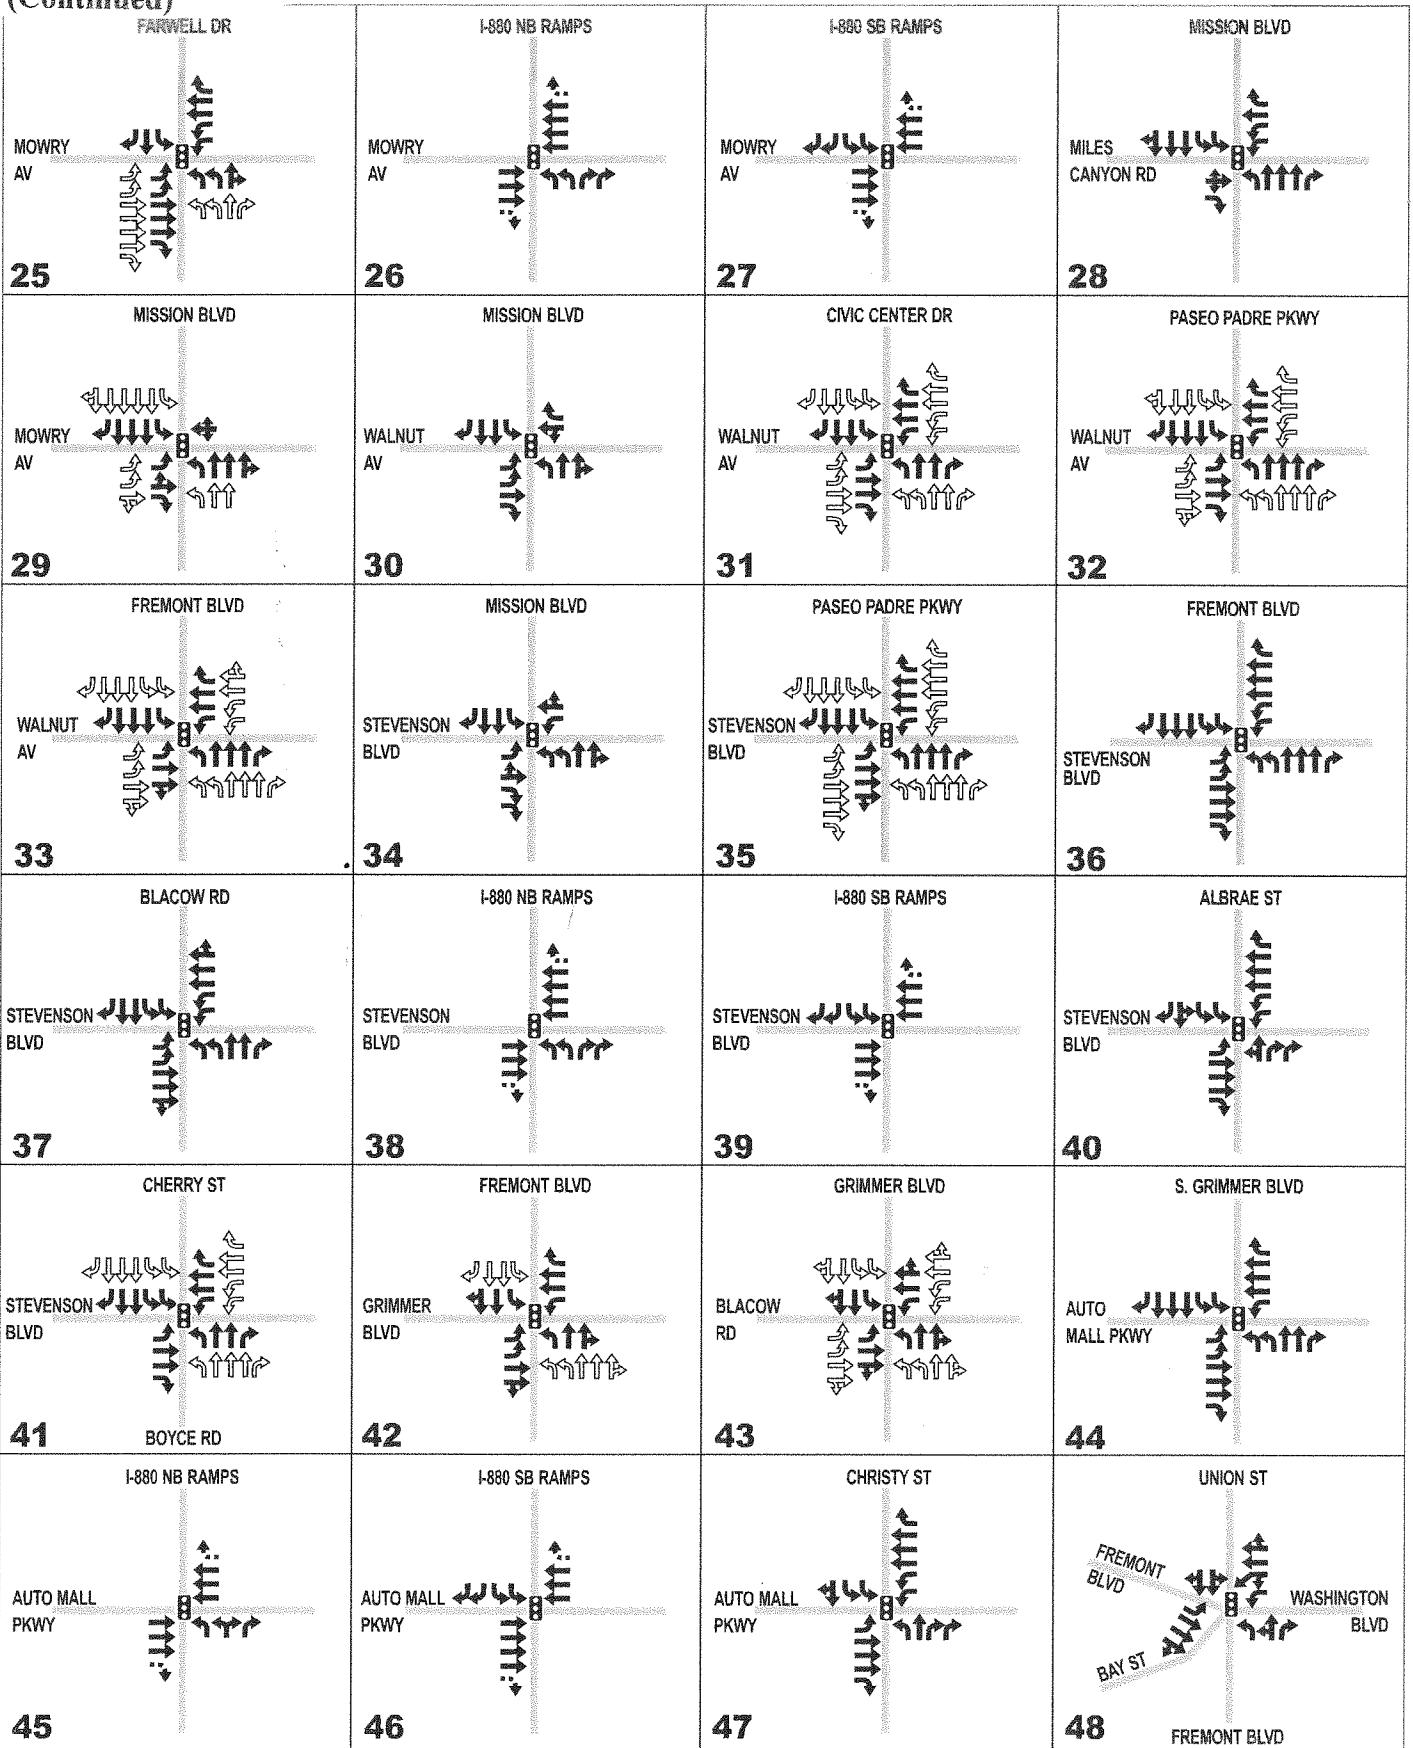 (Continued)
FARWELL DR
MOWRY
AV
25
I-880 NB RAMPS
MOWRY
AV
26
I-880 SB RAMPS
MOWRY
AV
27
MISSION BLVD
MILES
CANYON RD
28
MISSION BLVD
MOWRY
AV
29
MISSION BLVD
WALNUT
AV
30
CIVIC CENTER DR
WALNUT
AV
31
PASEO PADRE PKWY
WALNUT
AV
32
FREMONT BLVD
WALNUT
AV
33
MISSION BLVD
STEVENSON
BLVD
34
PASEO PADRE PKWY
STEVENSON
BLVD
35
FREMONT BLVD
STEVENSON
BLVD
36
BLACOW RD
STEVENSON
BLVD
37
I-880 NB RAMPS
STEVENSON
BLVD
38
I-880 SB RAMPS
STEVENSON
BLVD
39
ALBRAE ST
STEVENSON
BLVD
40
CHERRY ST
STEVENSON
BLVD
41
BOYCE RD
FREMONT BLVD
GRIMMER
BLVD
42
GRIMMER BLVD
BLACOW
RD
43
S. GRIMMER BLVD
AUTO
MALL PKWY
44
I-880 NB RAMPS
AUTO MALL
PKWY
45
I-880 SB RAMPS
AUTO MALL
PKWY
46
CHRISTY ST
AUTO MALL
PKWY
47
UNION ST
FREMONT
BLVD
WASHINGTON
BLVD
BAY ST
48
FREMONT BLVD